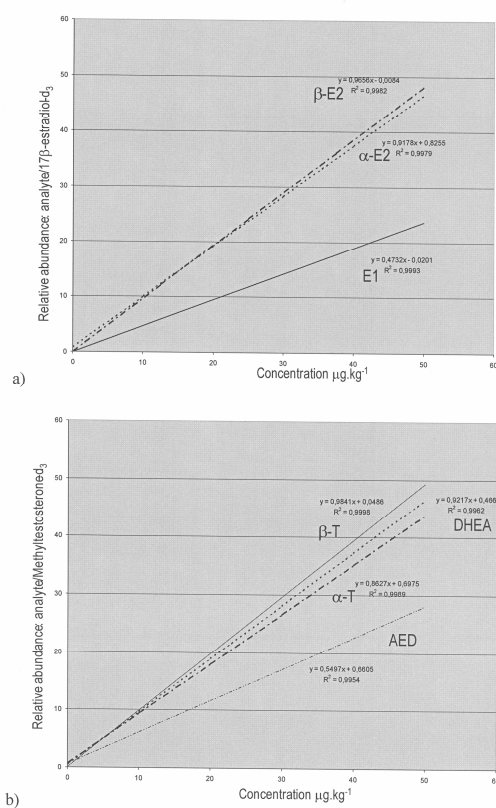 60
50
40
30
20
10
0
Relative abundance: analyte/17β-estradiol-d3
y = 0,9656x - 0,0084
R2 = 0,9982
β-E2
y = 0,9178x + 0,8255
R2 = 0,9979
α-E2
y = 0,4732x - 0,0201
R2 = 0,9993
E1
0 10 20 30 40 50 60
Concentration μg.kg-1
a)
60
50
40
30
20
10
0
Relative abundance: analyte/Methyltestcsterone-d3
y = 0,9841x + 0,0486
R2 = 0,9998
β-T
y = 0,9217x + 0,466
R2 = 0,9962
DHEA
y = 0,8627x + 0,6975
R2 = 0,9989
α-T
AED
y = 0,5497x + 0,6605
R2 = 0,9954
0 10 20 30 40 50 60
Concentration μg.kg-1
b)